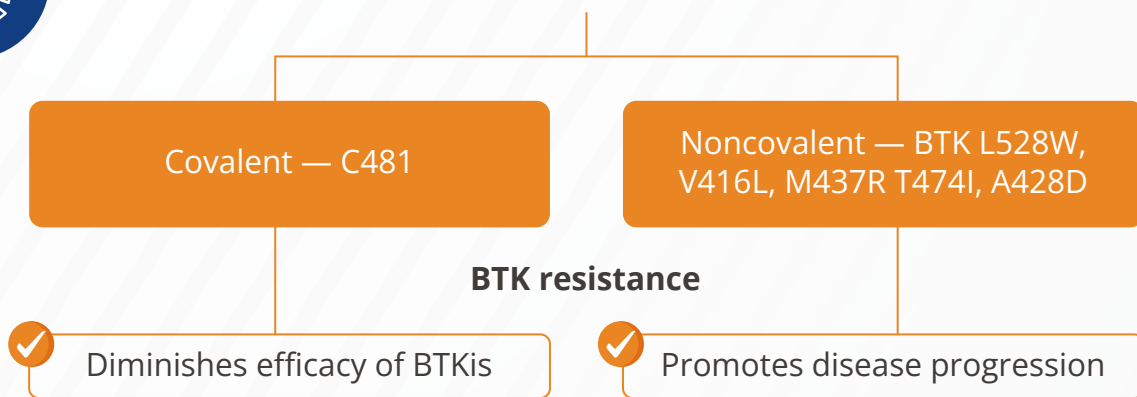 Covalent — C481
Noncovalent — BTK L528W,
V416L, M437R T474I, A428D
BTK resistance
Diminishes efficacy of BTKis
Promotes disease progression